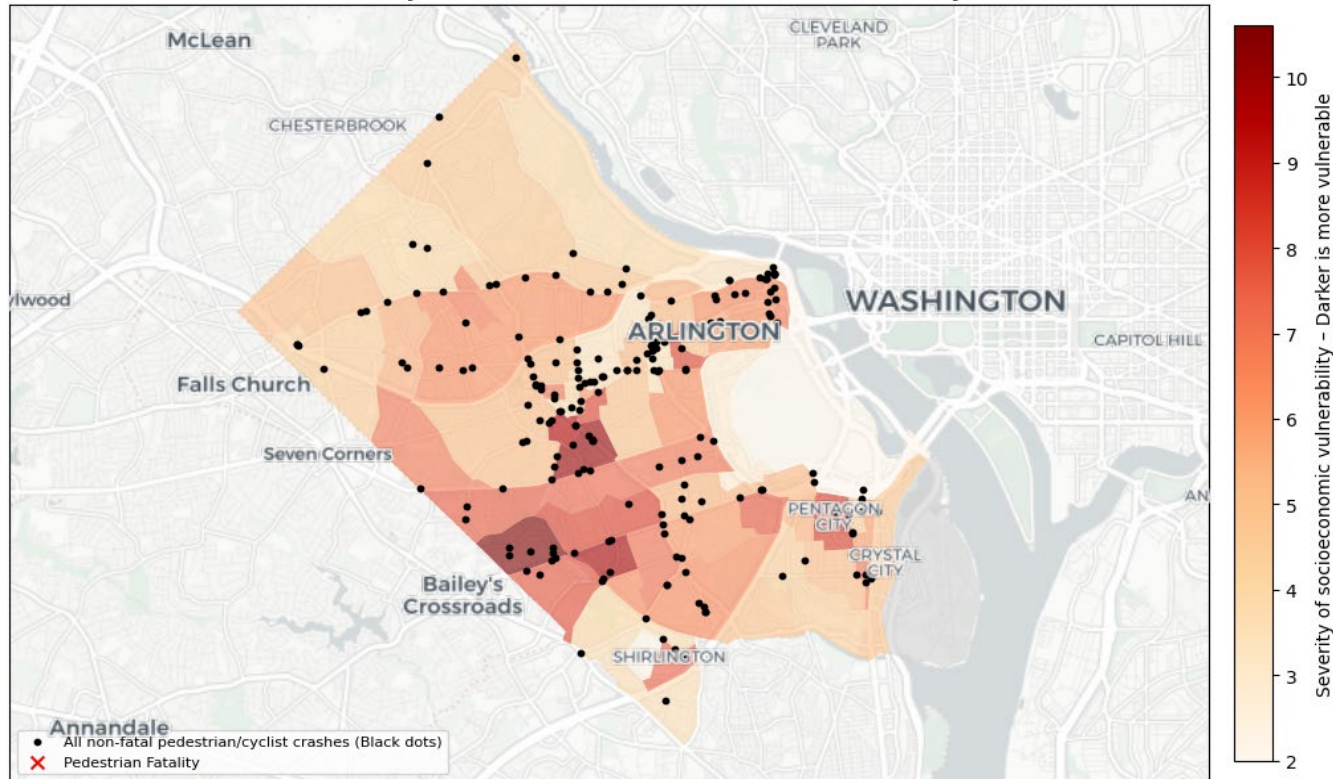 McLean
CLEVELAND
PARK
CHESTERBROOK
ylwood
WASHINGTON
ARLINGTON
CAPITOL HILL
Falls Church
Seven Corners
AN
PENTAGON
CITY
CRYSTAL
CITY
Bailey's
Crossroads
SHIRLINGTON
Annandale
All non-fatal pedestrian/cyclist crashes (Black dots)
Pedestrian Fatality
10
9
8
7
6
5
4
3
2
Severity of socioeconomic vulnerability – Darker is more vulnerable